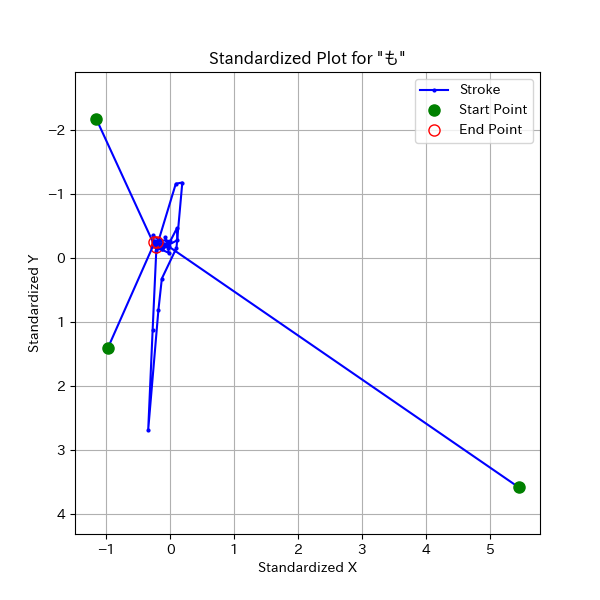 Standardized Plot for "も"
Stroke
Start Point
End Point
−2
−1
0
1
2
3
4
Standardized Y
−1 0 1 2 3 4 5
Standardized X